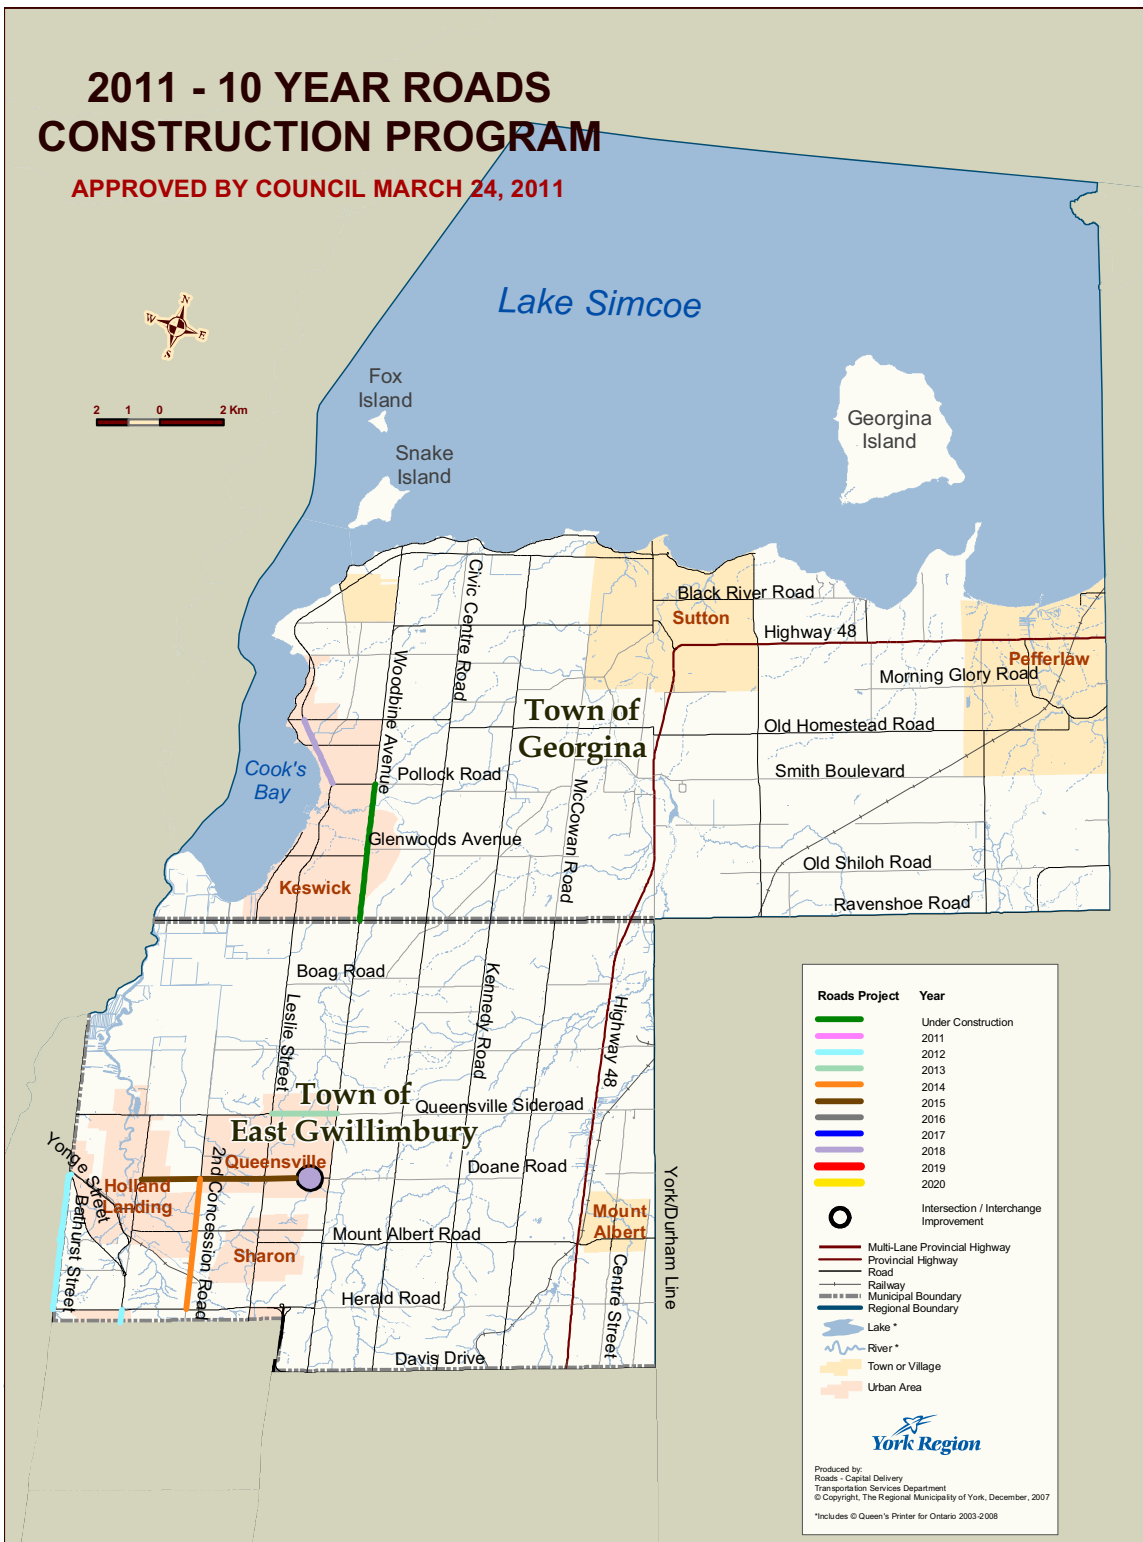 2011 - 10 YEAR ROADS
CONSTRUCTION PROGRAM
APPROVED BY COUNCIL MARCH 24, 2011
Lake Simcoe
N
W
E
S
2 1 0 2 Km
Fox
Island
Snake
Island
Georgina
Island
Civic Centre Road
Black River Road
Sutton
Highway 48
Woodbine Avenue
Pefferlaw
Morning Glory Road
Town of
Georgina
Old Homestead Road
Cook's
Bay
Pollock Road
Smith Boulevard
McCowan Road
Glenwoods Avenue
Old Shiloh Road
Keswick
Ravenshoe Road
Boag Road
Leslie Street
Kennedy Road
Highway 48
Town of
East Gwillimbury
Queensville Sideroad
Yonge Street
2nd Concession Road
Queensville
Doane Road
Holland
Landing
Bathurst Street
Mount
Albert
York/Durham Line
Mount Albert Road
Sharon
Centre Street
Herald Road
Davis Drive
Roads Project Year
Under Construction
2011
2012
2013
2014
2015
2016
2017
2018
2019
2020
Intersection / Interchange
Improvement
Multi-Lane Provincial Highway
Provincial Highway
Road
Railway
Municipal Boundary
Regional Boundary
Lake *
River *
Town or Village
Urban Area
York Region
Produced by:
Roads - Capital Delivery
Transportation Services Department
© Copyright, The Regional Municipality of York, December, 2007
*Includes © Queen's Printer for Ontario 2003-2008